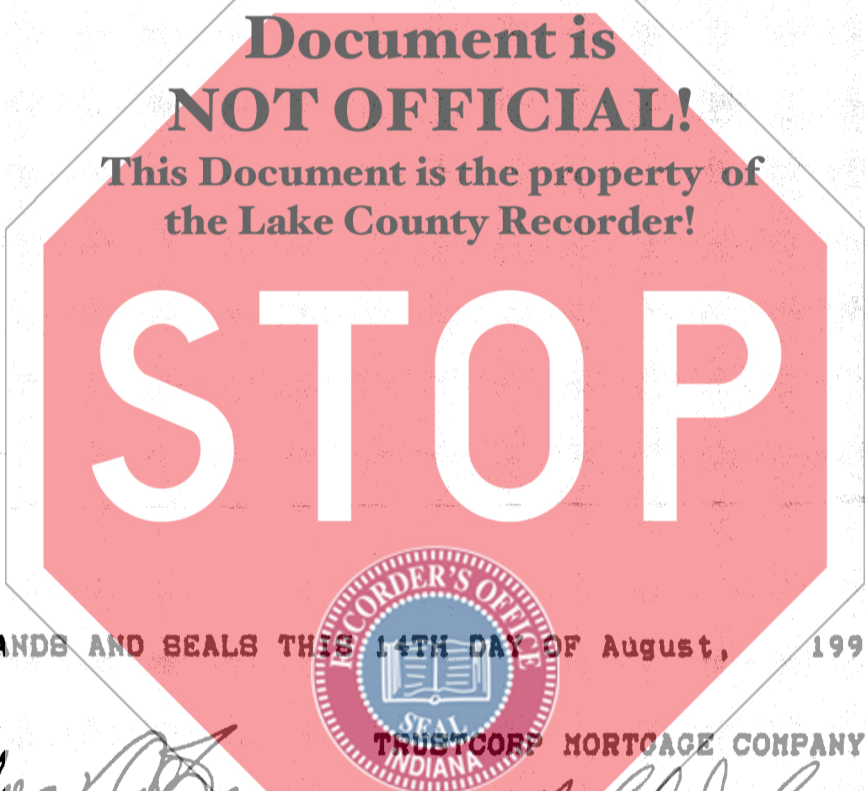 Document is
NOT OFFICIAL!
This Document is the property of
the Lake County Recorder!
STOP
RECORDER'S OFFICE
ANDS AND SEALS THIS 14TH DAY OF August, 199
SEAL
TRUSTCORP MORTGAGE COMPANY
INDIANA